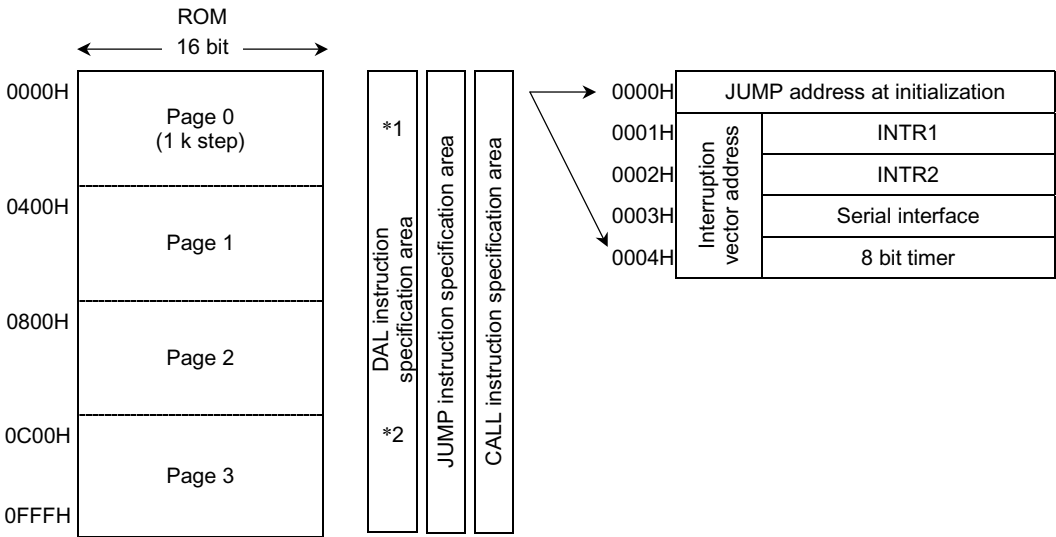 ROM
16 bit
0000H
Page 0
(1 k step)
0400H
Page 1
0800H
Page 2
0C00H
Page 3
0FFFH
*1
DAL instruction
specification area
*2
JUMP instruction specification area
CALL instruction specification area
0000H
JUMP address at initialization
0001H
0002H
0003H
0004H
Interruption
vector address
INTR1
INTR2
Serial interface
8 bit timer